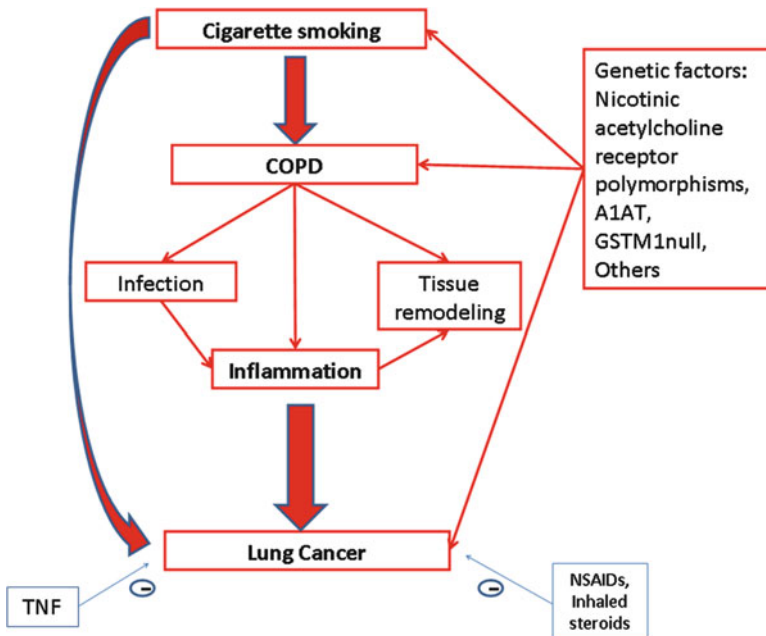 Cigarette smoking
Genetic factors:
Nicotinic
acetylcholine
receptor
polymorphisms,
A1AT,
GSTM1null,
Others
COPD
Infection
Tissue
remodeling
Inflammation
Lung Cancer
TNF
-
-
NSAIDs,
Inhaled
steroids